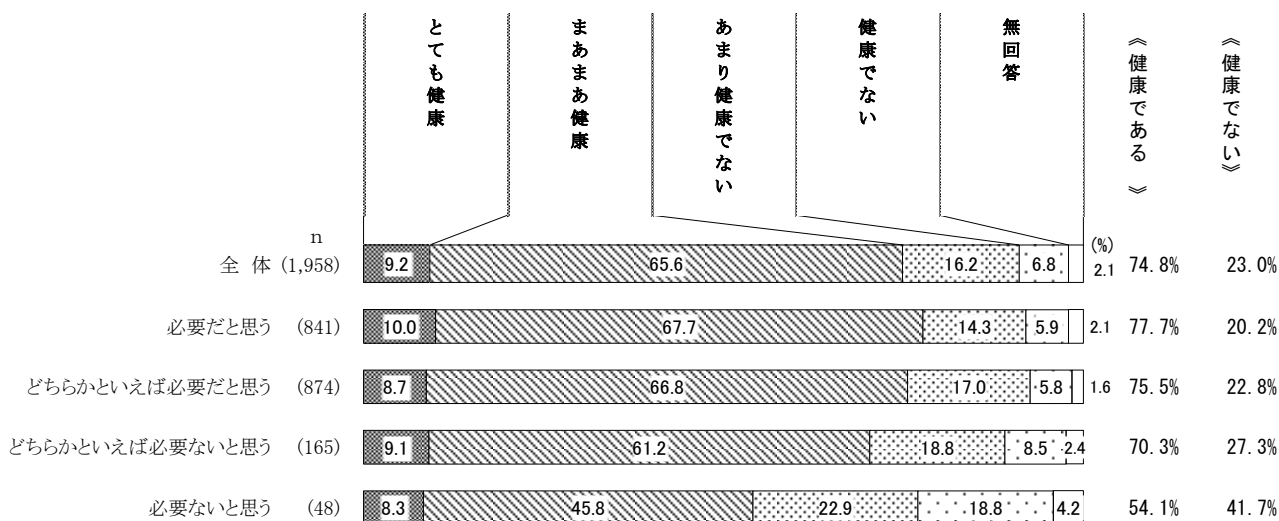 とても健康
まあまあ健康
あまり健康でない
健康でない
無回答
《健康である 》
《健康でない》
n
(%)
全 体 (1,958) 9.2 65.6 16.2 6.8 2.1 74.8% 23.0%
必要だと思う (841) 10.0 67.7 14.3 5.9 2.1 77.7% 20.2%
どちらかといえば必要だと思う (874) 8.7 66.8 17.0 5.8 1.6 75.5% 22.8%
どちらかといえば必要ないと思う (165) 9.1 61.2 18.8 8.5 2.4 70.3% 27.3%
必要ないと思う (48) 8.3 45.8 22.9 18.8 4.2 54.1% 41.7%